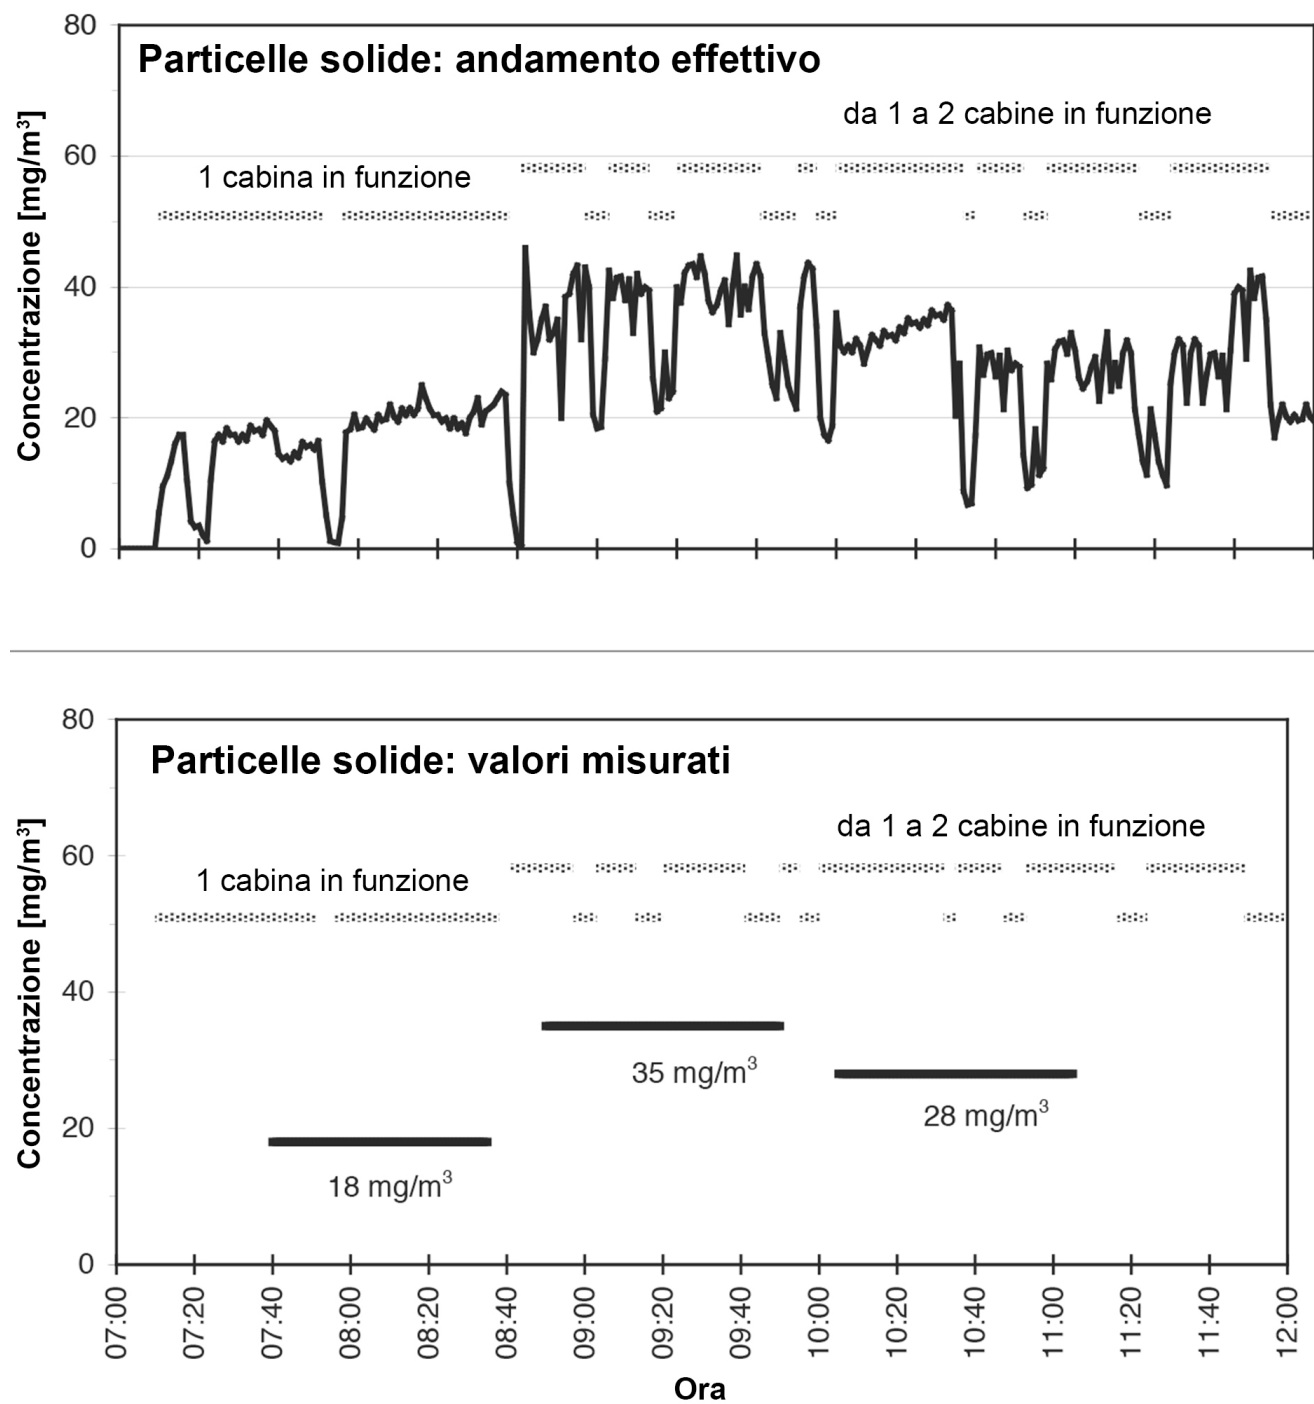 80
Particelle solide: andamento effettivo
da 1 a 2 cabine in funzione
60
1 cabina in funzione
Concentrazione [mg/m³]
40
20
0
80
Particelle solide: valori misurati
da 1 a 2 cabine in funzione
60
1 cabina in funzione
Concentrazione [mg/m³]
40
35 mg/m³
28 mg/m³
20
18 mg/m³
0
07:00 07:20 07:40 08:00 08:20 08:40 09:00 09:20 09:40 10:00 10:20 10:40 11:00 11:20 11:40 12:00
Ora